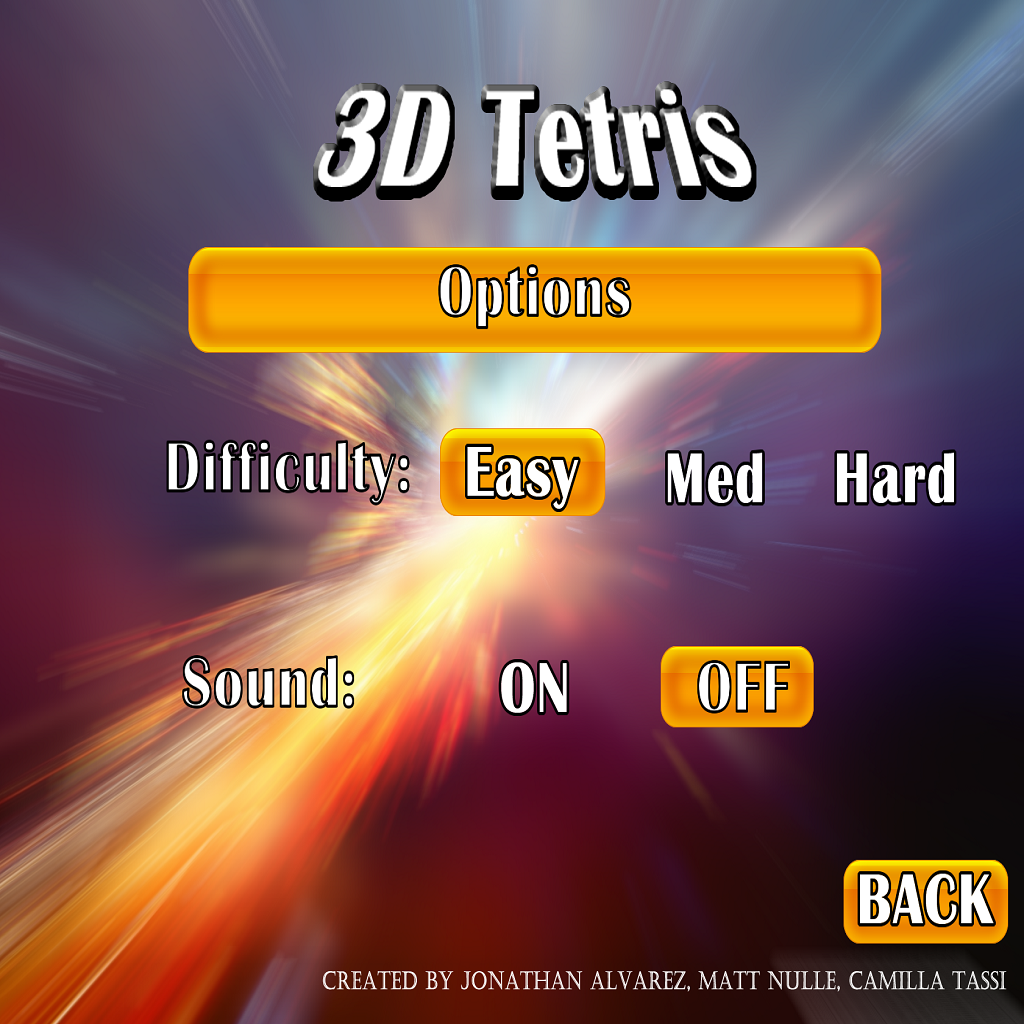 3D Tetris
Options
Difficulty: Easy Med Hard
Sound: ON OFF
BACK
CREATED BY JONATHAN ALVAREZ, MATT NULLE, CAMILLA TASSI